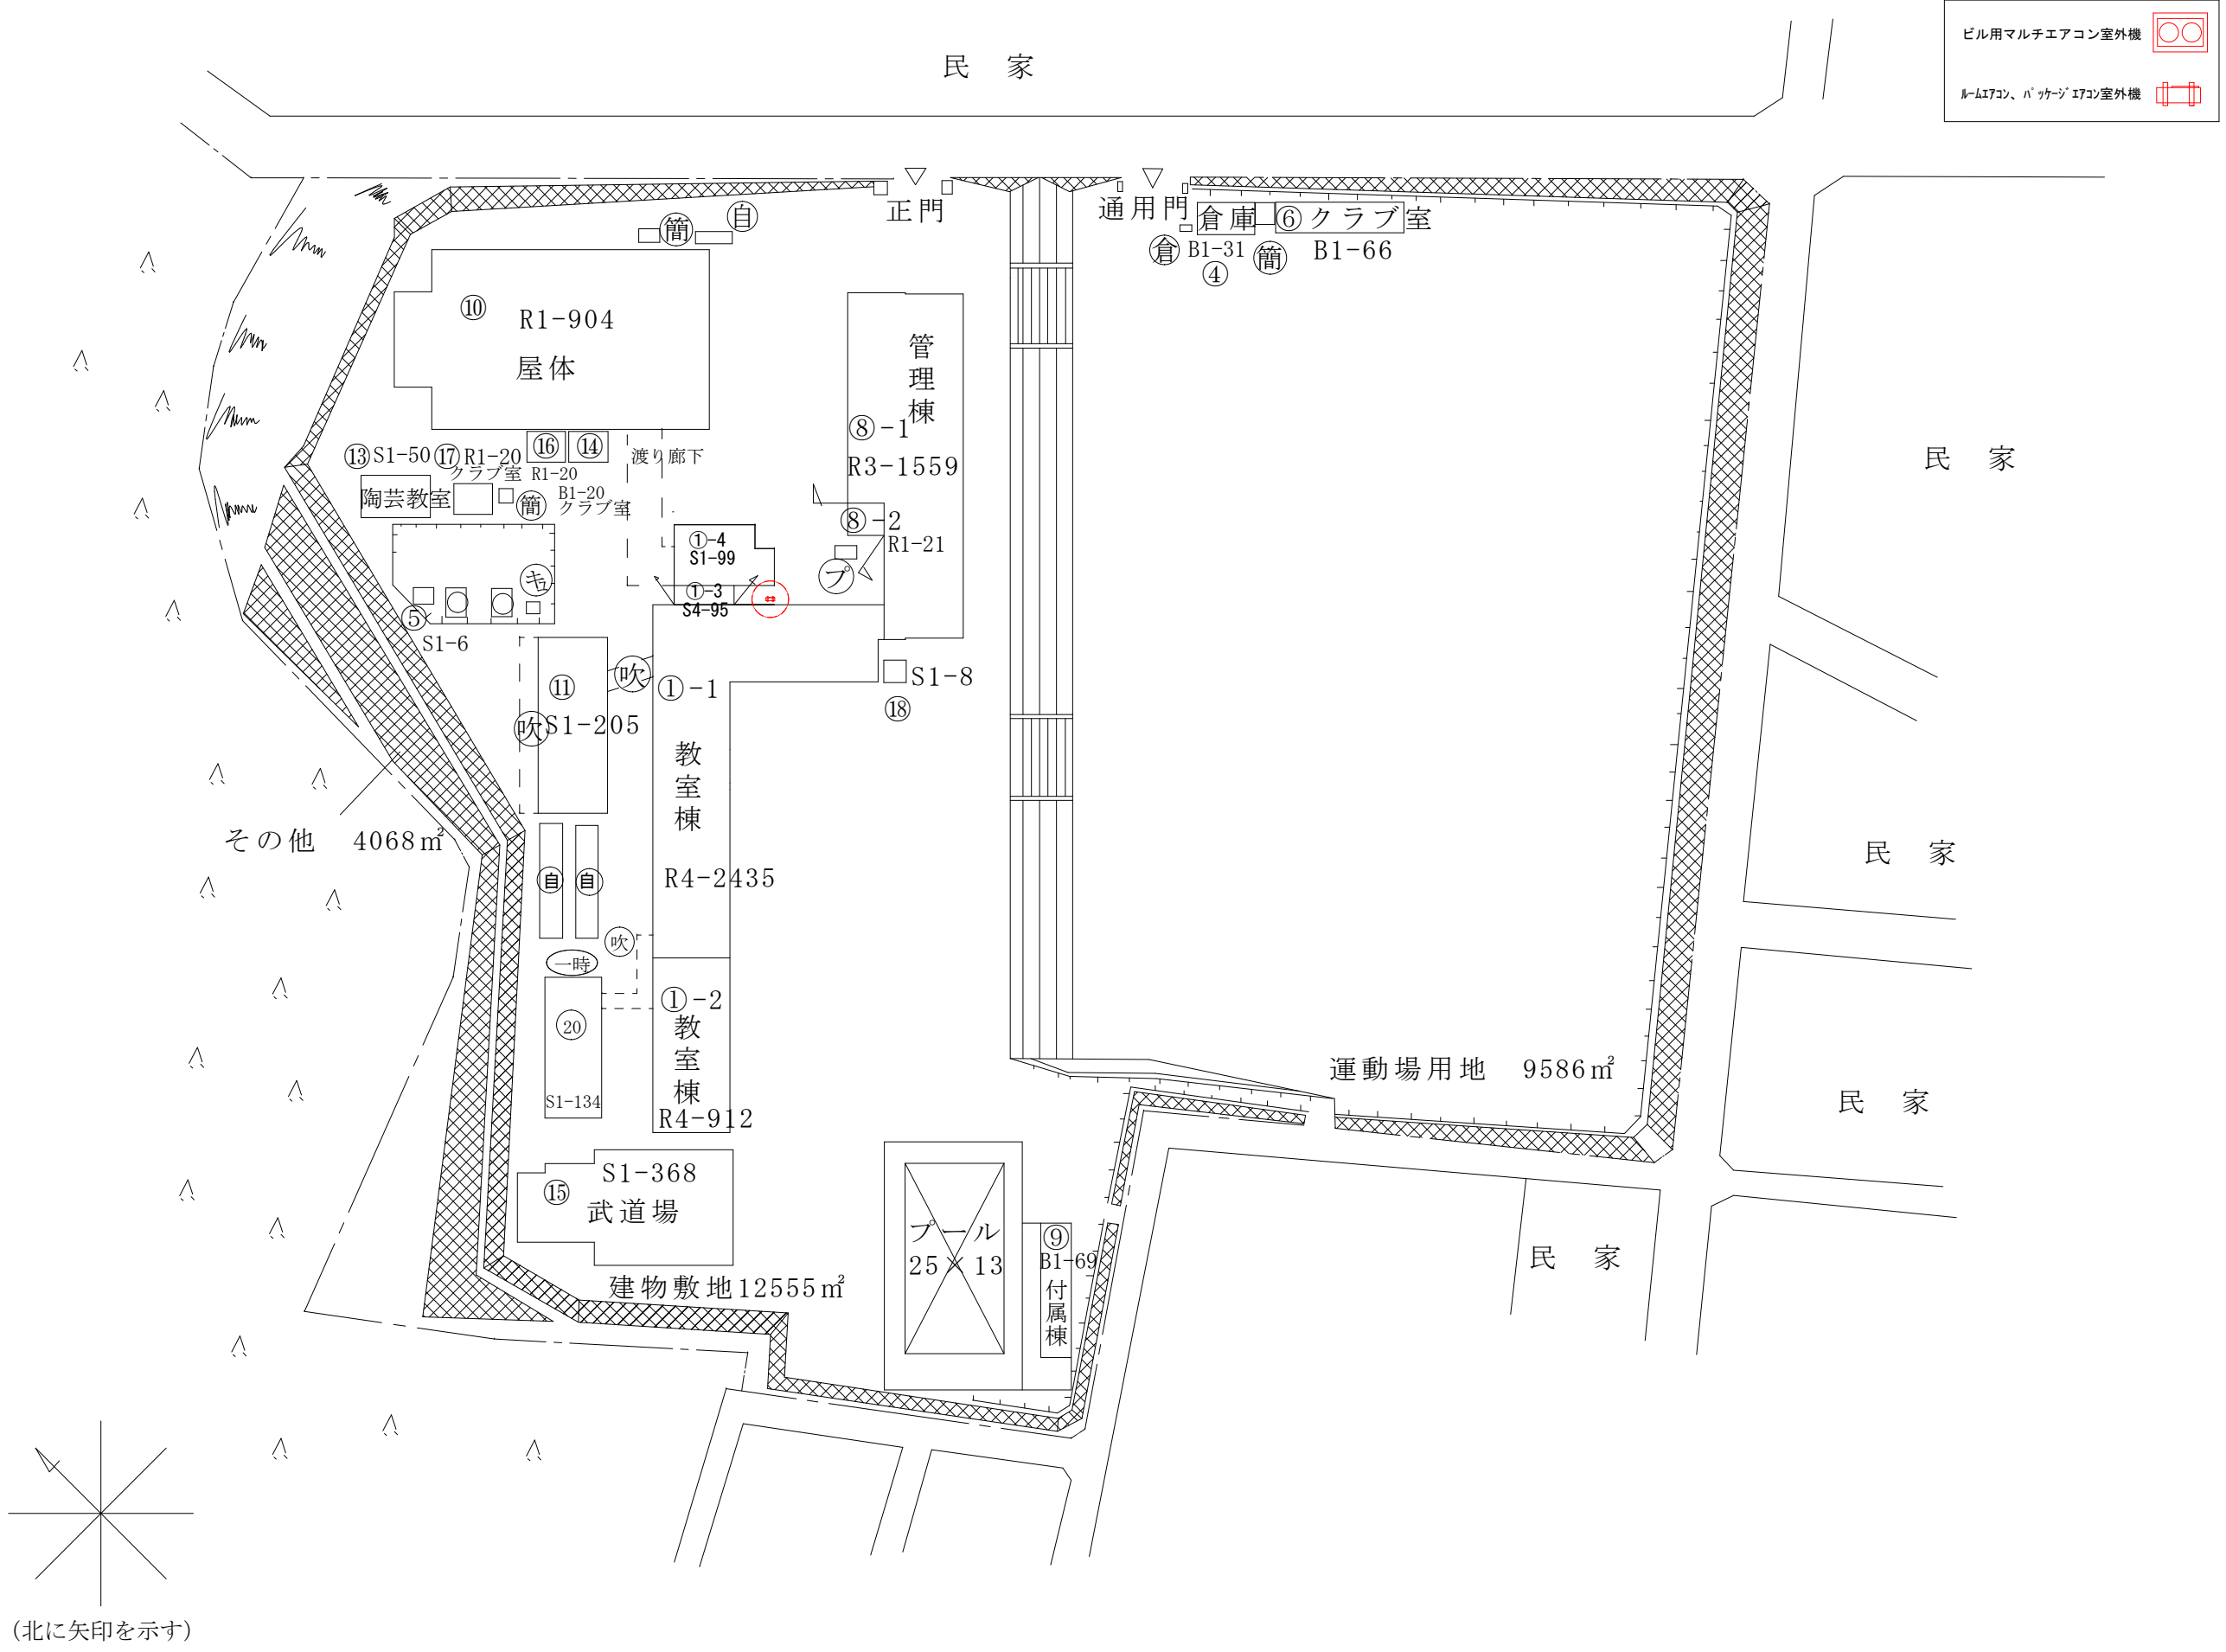 ビル用マルチエアコン室外機
ﾙｰﾑｴｱｺﾝ、ﾊﾟｯｹｰｼﾞｴｱｺﾝ室外機
民　家
正門
通用門
自
簡
倉庫
⑥クラブ室
倉
B1-31
④
簡
B1-66
⑩
R1-904
屋体
管理棟
⑧-1
R3-1559
⑬S1-50
⑰R1-20
クラブ室
⑯
⑭
R1-20
渡り廊下
陶芸教室
簡
B1-20
クラブ室
⑧-2
R1-21
プ
①-4
S1-99
①-3
S4-95
⑤
S1-6
吹
①-1
S1-8
⑱
⑪
吹
S1-205
教室棟
その他　4068㎡
R4-2435
自
自
吹
一時
①-2
教室棟
R4-912
⑳
S1-134
運動場用地　9586㎡
S1-368
⑮
武道場
建物敷地12555㎡
プール
25×13
⑨
B1-69
付属棟
民　家
民　家
民　家
民　家
(北に矢印を示す)